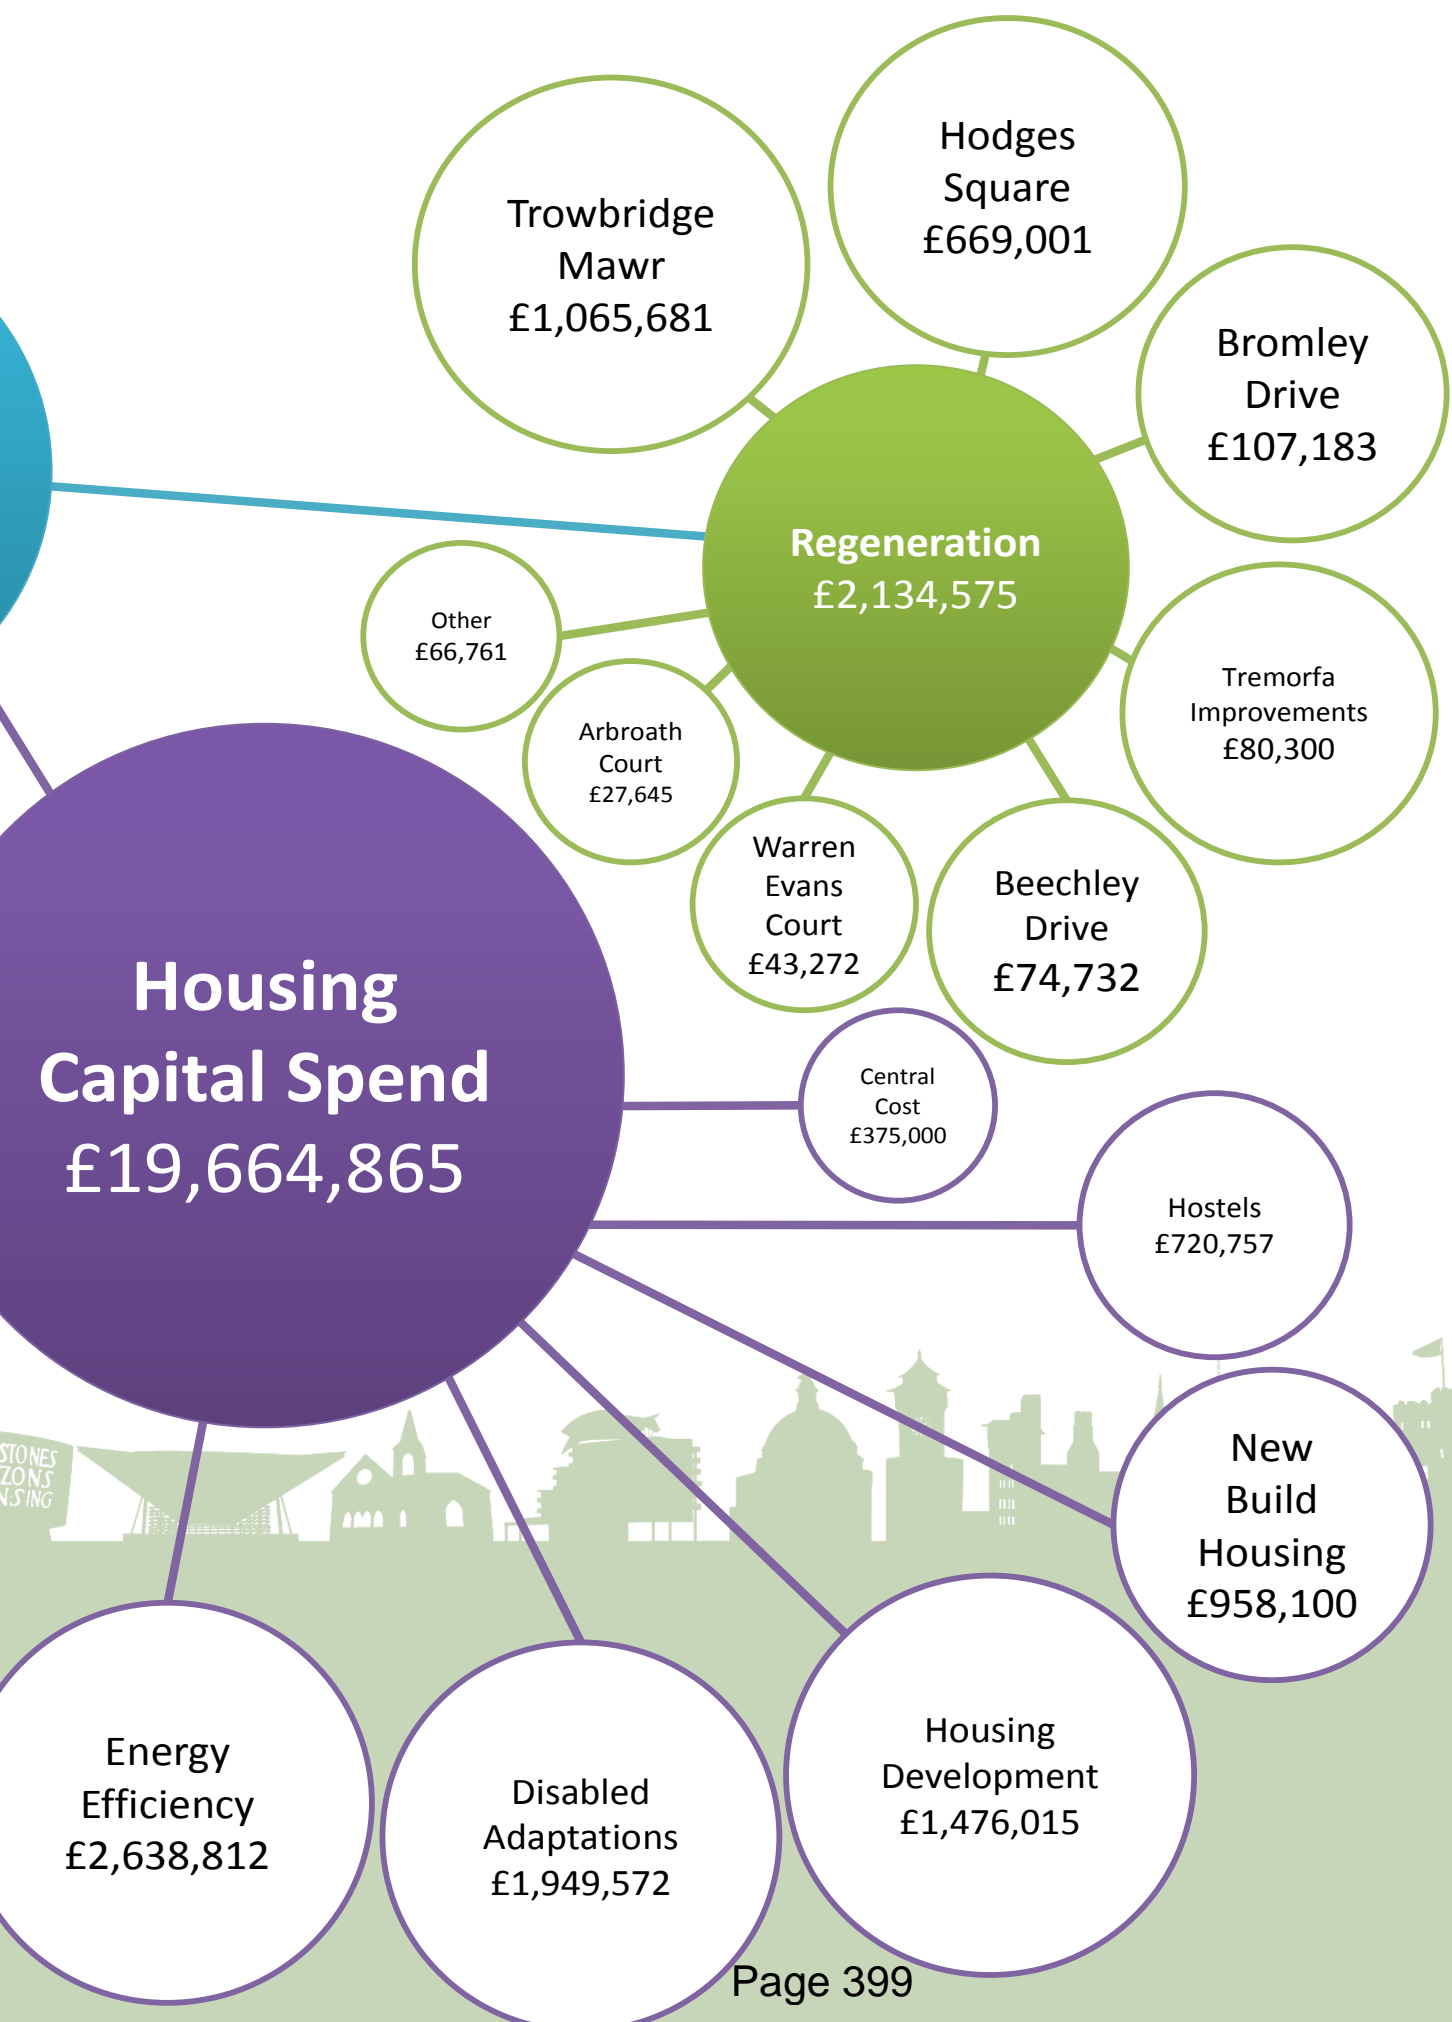 Hodges
Square
£669,001
Trowbridge
Mawr
£1,065,681
Bromley
Drive
£107,183
Regeneration
£2,134,575
Other
£66,761
Tremorfa
Improvements
£80,300
Arbroath
Court
£27,645
Warren
Evans
Court
£43,272
Beechley
Drive
£74,732
Housing
Capital Spend
£19,664,865
Central
Cost
£375,000
Hostels
£720,757
STONES
ZONS
SING
New
Build
Housing
£958,100
Housing
Development
£1,476,015
Energy
Efficiency
£2,638,812
Disabled
Adaptations
£1,949,572
Page 399